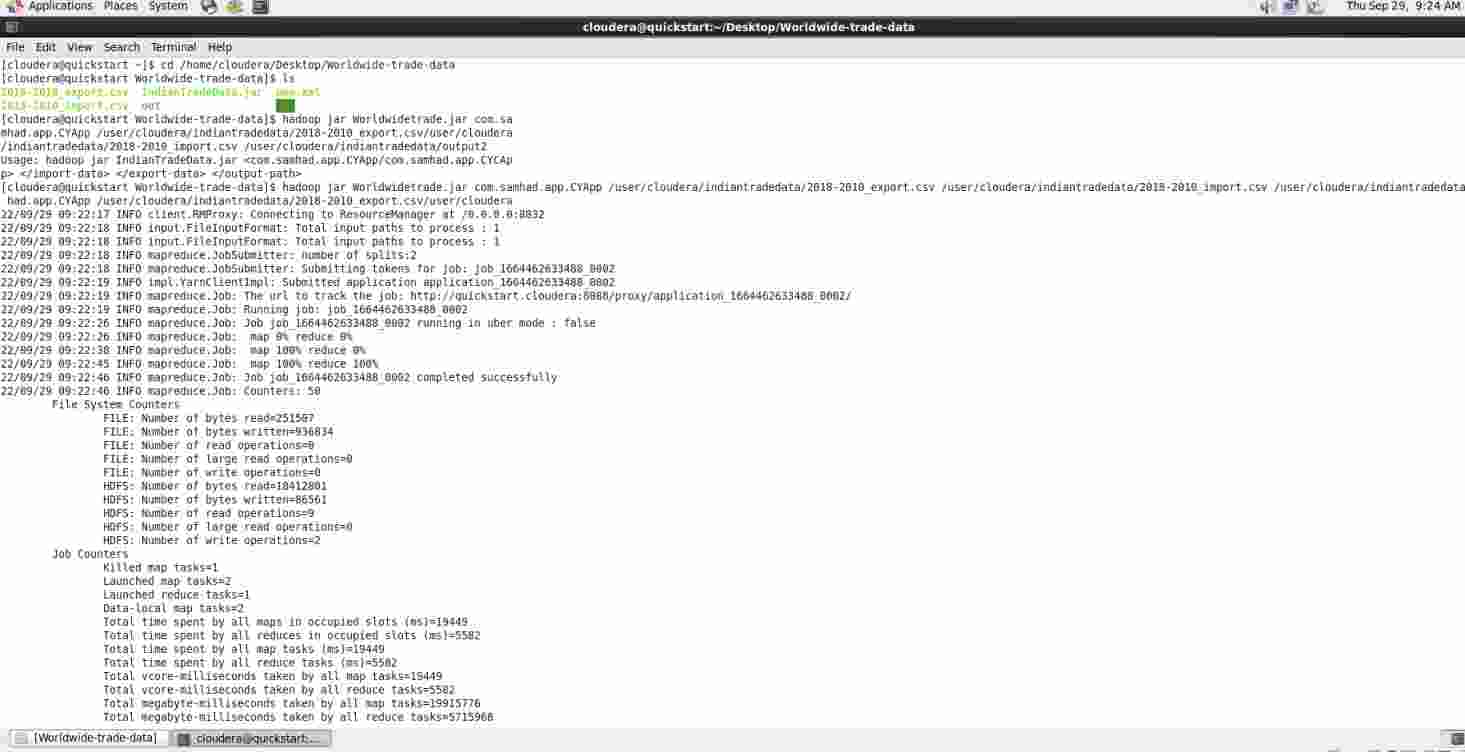 Applications Places System
Thu Sep 29, 9:24 AM
cloudera@quickstart:~/Desktop/Worldwide-trade-data
File Edit View Search Terminal Help
[cloudera@quickstart ~]$ cd /home/cloudera/Desktop/Worldwide-trade-data
[cloudera@quickstart Worldwide-trade-data]$ ls
2018-2010_export.csv IndianTradeData.jar
2018-2010_import.csv out
[cloudera@quickstart Worldwide-trade-data]$ hadoop jar Worldwidetrade.jar com.sa
mhad.app.CYApp /user/cloudera/indiantradedata/2018-2010_export.csv/user/cloudera
/indiantradedata/2018-2010_import.csv /user/cloudera/indiantradedata/output2
Usage: hadoop jar IndianTradeData.jar <com.samhad.app.CYApp/com.samhad.app.CYCAp
p> </import-data> </export-data> </output-path>
[cloudera@quickstart Worldwide-trade-data]$ hadoop jar Worldwidetrade.jar com.samhad.app.CYApp /user/cloudera/indiantradedata/2018-2010_export.csv /user/cloudera/indiantradedata/2018-2010_import.csv /user/cloudera/indiantradedata
had.app.CYApp /user/cloudera/indiantradedata/2018-2010_export.csv/user/cloudera
22/09/29 09:22:17 INFO client.RMProxy: Connecting to ResourceManager at /0.0.0.0:8032
22/09/29 09:22:18 INFO input.FileInputFormat: Total input paths to process : 1
22/09/29 09:22:18 INFO input.FileInputFormat: Total input paths to process : 1
22/09/29 09:22:18 INFO mapreduce.JobSubmitter: number of splits:2
22/09/29 09:22:18 INFO mapreduce.JobSubmitter: Submitting tokens for job: job_1664462633488_0002
22/09/29 09:22:19 INFO impl.YarnClientImpl: Submitted application application_1664462633488_0002
22/09/29 09:22:19 INFO mapreduce.Job: The url to track the job: http://quickstart.cloudera:8088/proxy/application_1664462633488_0002/
22/09/29 09:22:19 INFO mapreduce.Job: Running job: job_1664462633488_0002
22/09/29 09:22:26 INFO mapreduce.Job: Job job_1664462633488_0002 running in uber mode : false
22/09/29 09:22:26 INFO mapreduce.Job:  map 0% reduce 0%
22/09/29 09:22:38 INFO mapreduce.Job:  map 100% reduce 0%
22/09/29 09:22:45 INFO mapreduce.Job:  map 100% reduce 100%
22/09/29 09:22:46 INFO mapreduce.Job: Job job_1664462633488_0002 completed successfully
22/09/29 09:22:46 INFO mapreduce.Job: Counters: 50
File System Counters
FILE: Number of bytes read=251507
FILE: Number of bytes written=936834
FILE: Number of read operations=0
FILE: Number of large read operations=0
FILE: Number of write operations=0
HDFS: Number of bytes read=18412801
HDFS: Number of bytes written=86561
HDFS: Number of read operations=9
HDFS: Number of large read operations=0
HDFS: Number of write operations=2
Job Counters
Killed map tasks=1
Launched map tasks=2
Launched reduce tasks=1
Data-local map tasks=2
Total time spent by all maps in occupied slots (ms)=19449
Total time spent by all reduces in occupied slots (ms)=5582
Total time spent by all map tasks (ms)=19449
Total time spent by all reduce tasks (ms)=5582
Total vcore-milliseconds taken by all map tasks=19449
Total vcore-milliseconds taken by all reduce tasks=5582
Total megabyte-milliseconds taken by all map tasks=19915776
Total megabyte-milliseconds taken by all reduce tasks=5715968
[Worldwide-trade-data] cloudera@quickstart:...